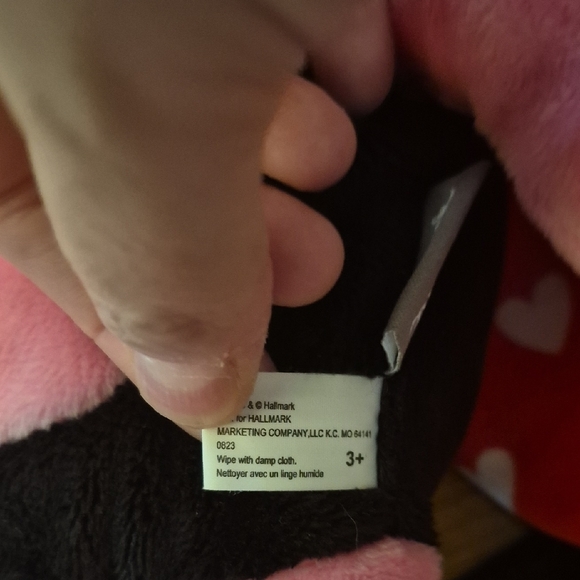 & © Hallmark
for HALLMARK
MARKETING COMPANY,LLC K.C. MO 64141
0823
Wipe with damp cloth.
3+
Nettoyer avec un linge humide